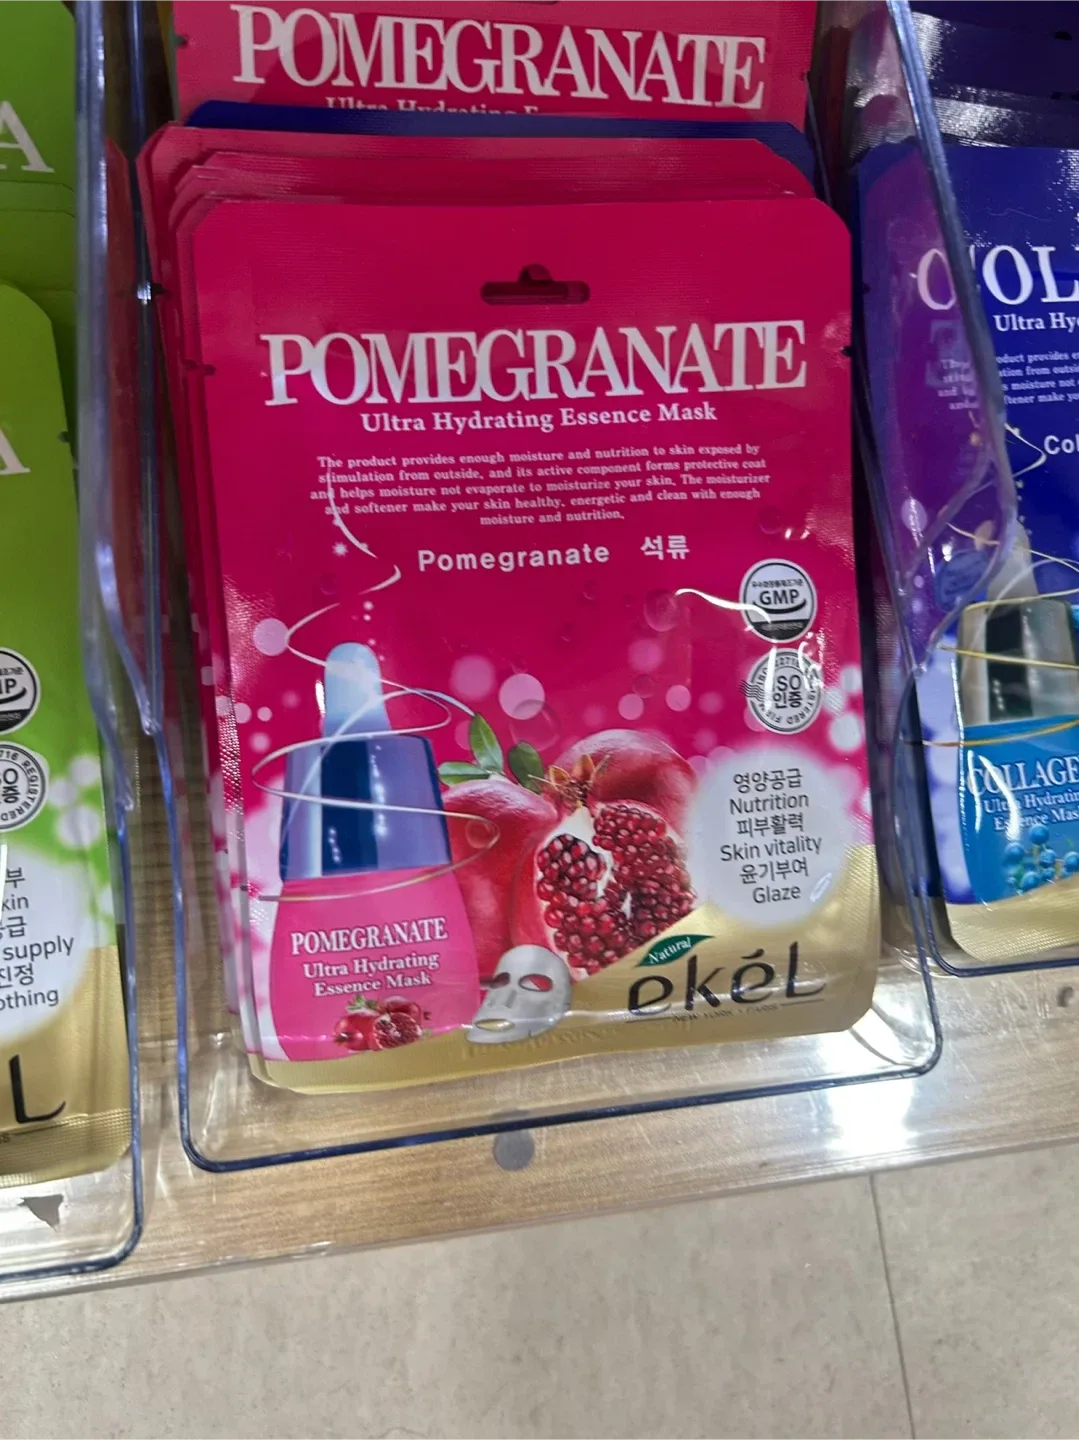 POMEGRANATE
POMEGRANATE
Ultra Hydrating Essence Mask
The product provides enough moisture and nutrition to skin exposed by
stimulation from outside, and its active component forms protective coat
and helps moisture not evaporate to moisturize your skin. The moisturizer
and softener make your skin healthy, energetic and clean with enough
moisture and nutrition.
Pomegranate 석류
GMP
ISO
인증
영양공급
Nutrition
피부활력
Skin vitality
윤기부여
Glaze
POMEGRANATE
Ultra Hydrating
Essence Mask
Natural
ekéL
COLLAGE
Ultra Hydratin
Essence Mas
supply